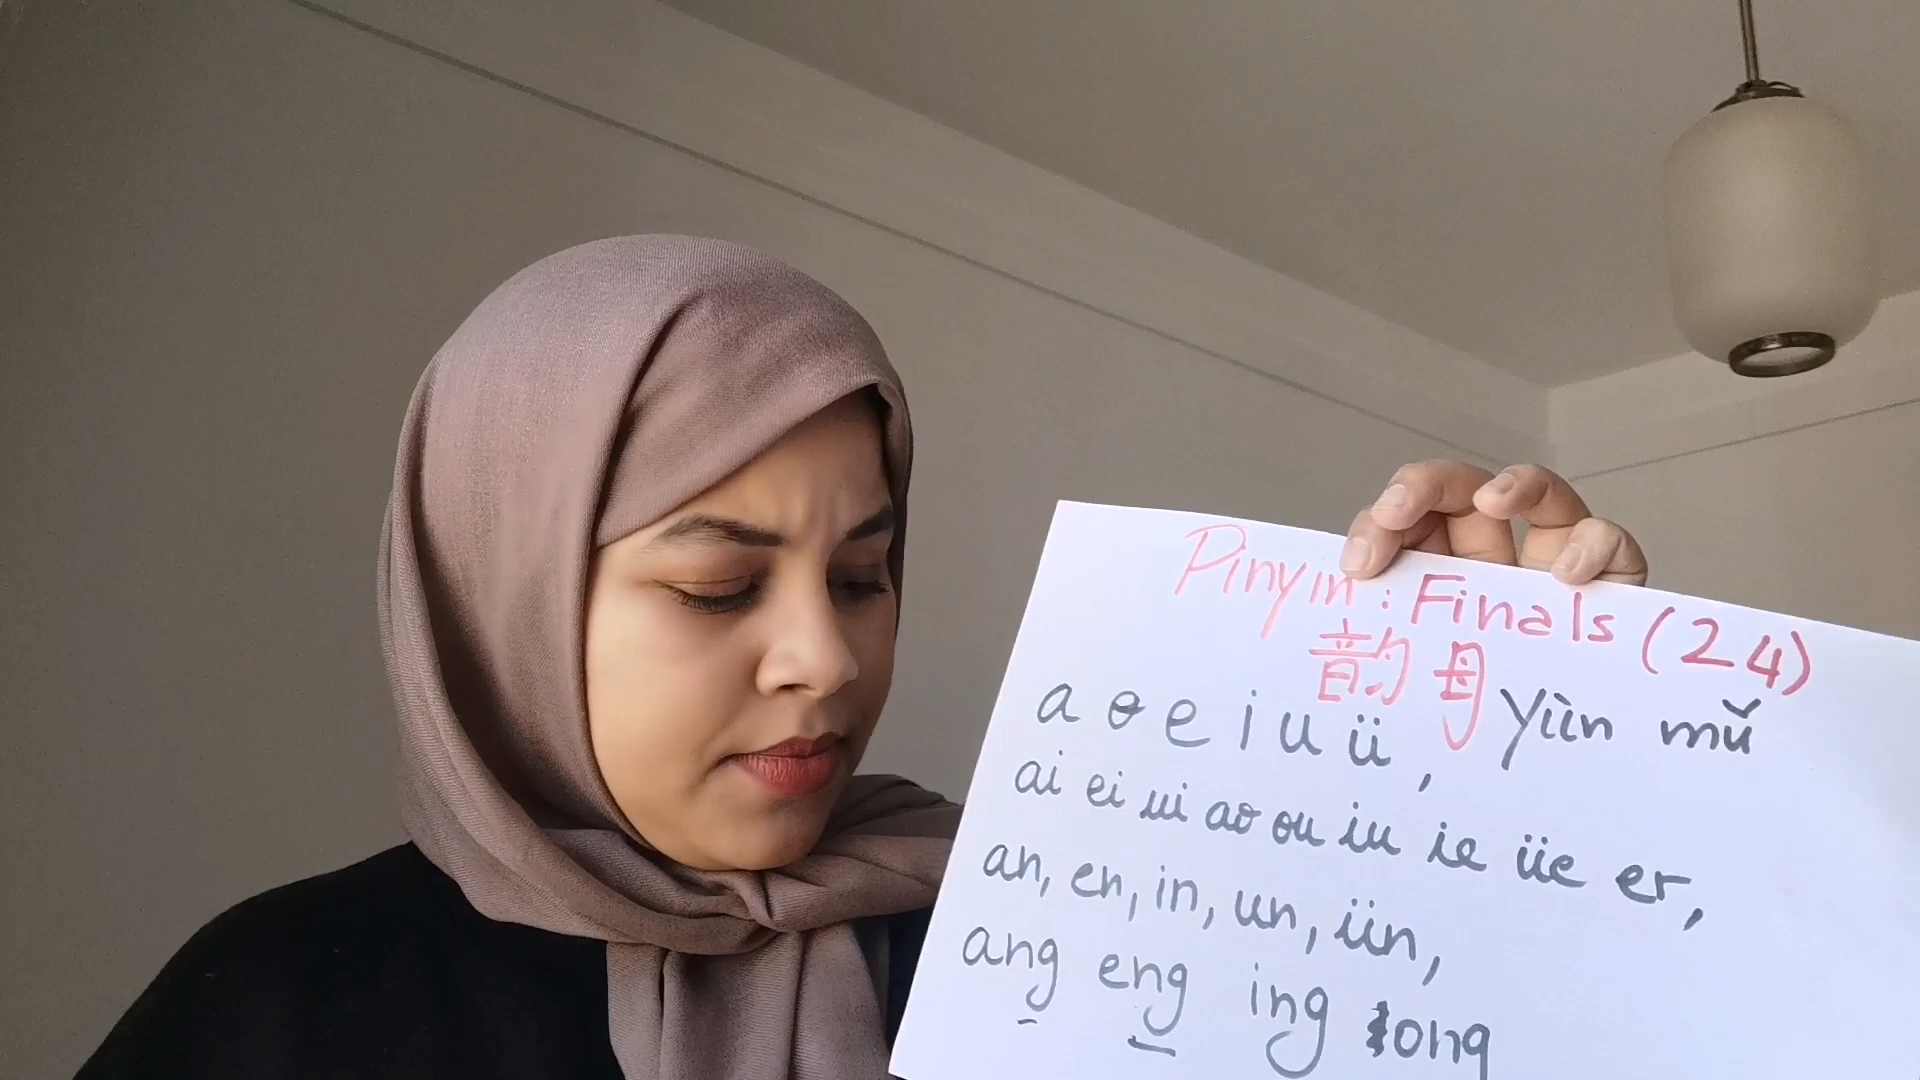 Pinyin: Finals (24)
韵母 Yùn mǔ
a o e i u ü,
ai ei ui ao ou iu ie üe er,
an, en, in, un, ün,
ang eng ing ong